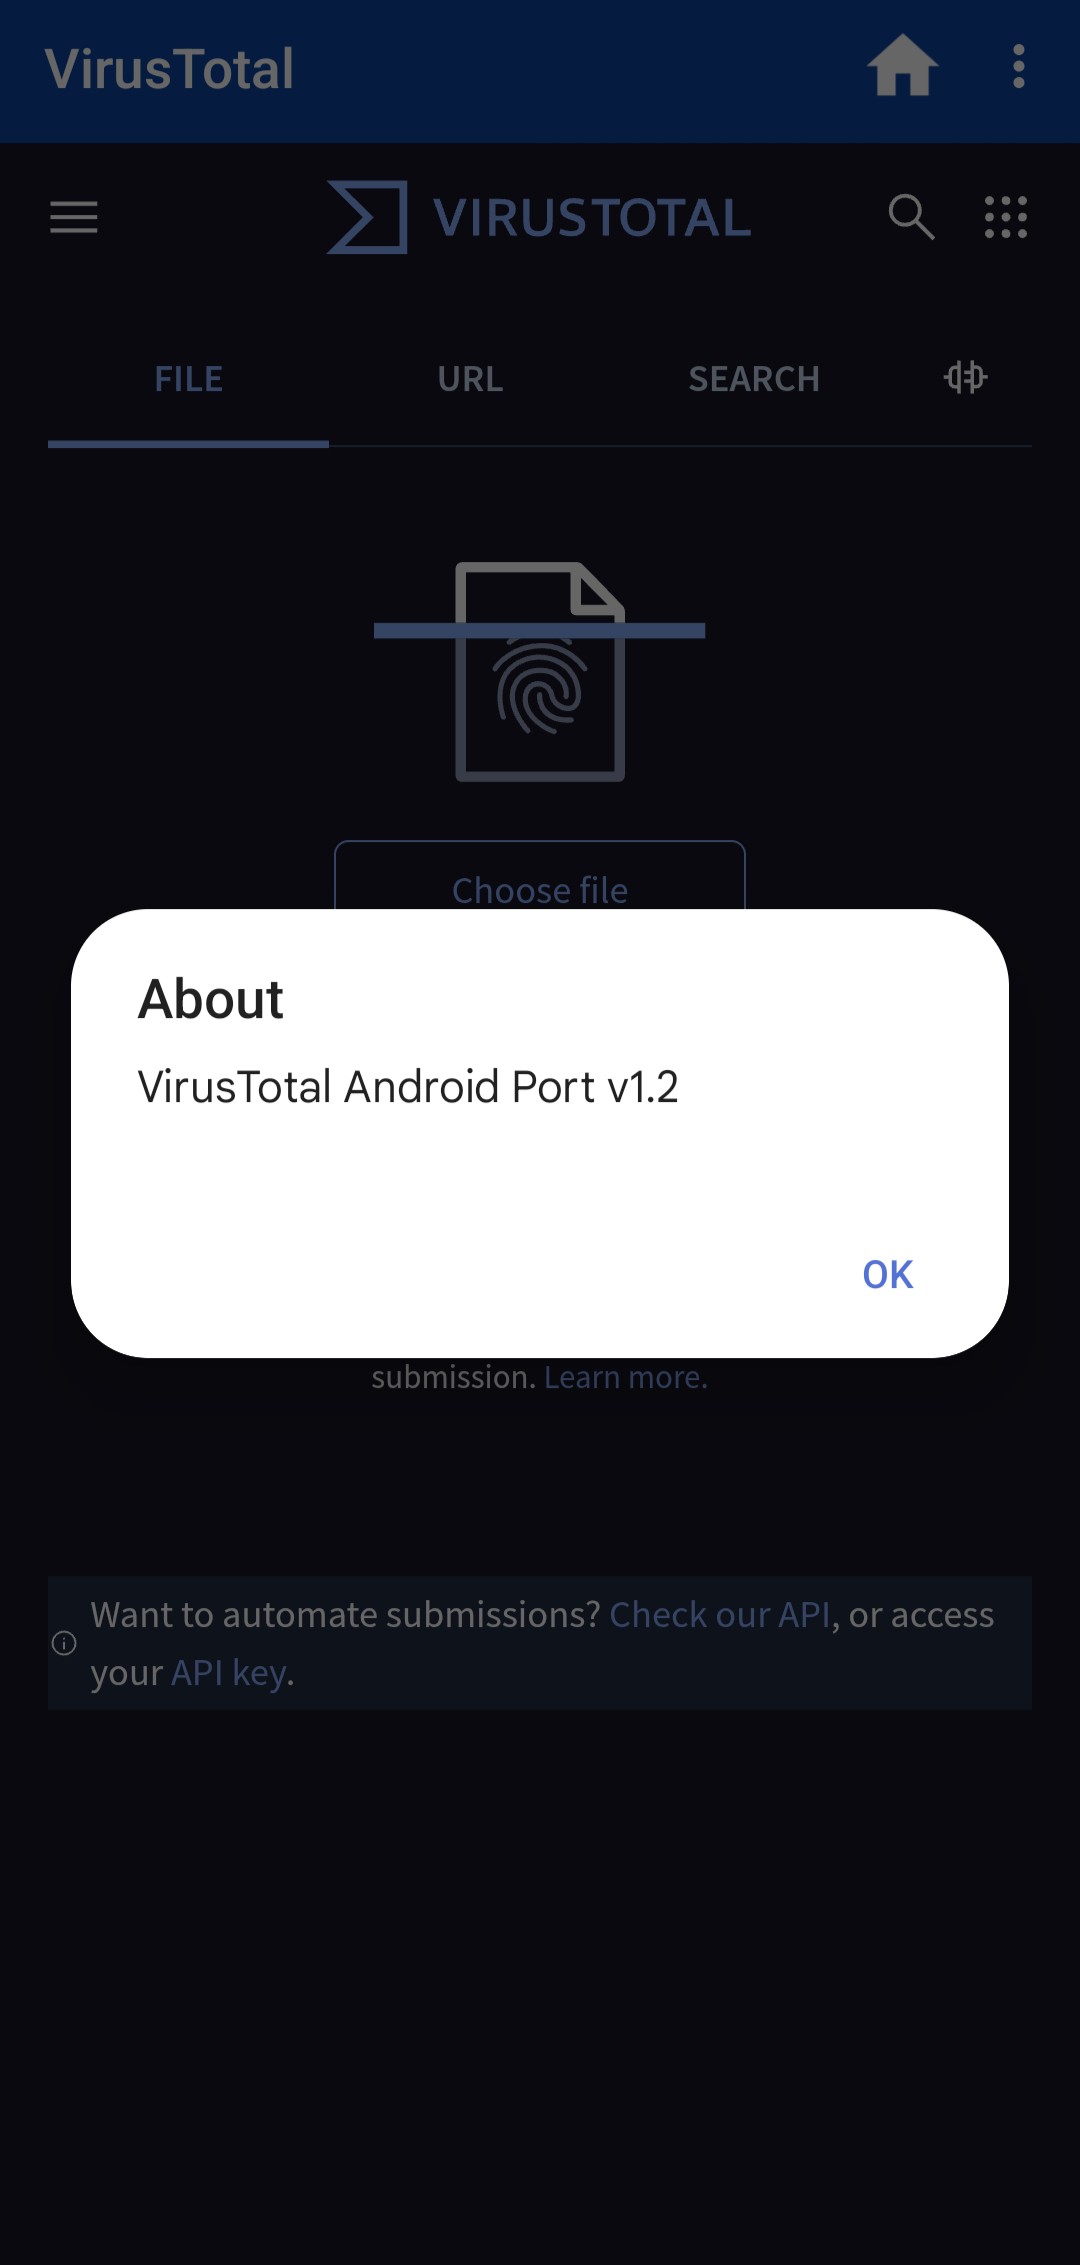 VirusTotal
VIRUSTOTAL
FILE
URL
SEARCH
Choose file
About
VirusTotal Android Port v1.2
OK
submission. Learn more.
Want to automate submissions? Check our API, or access
your API key.